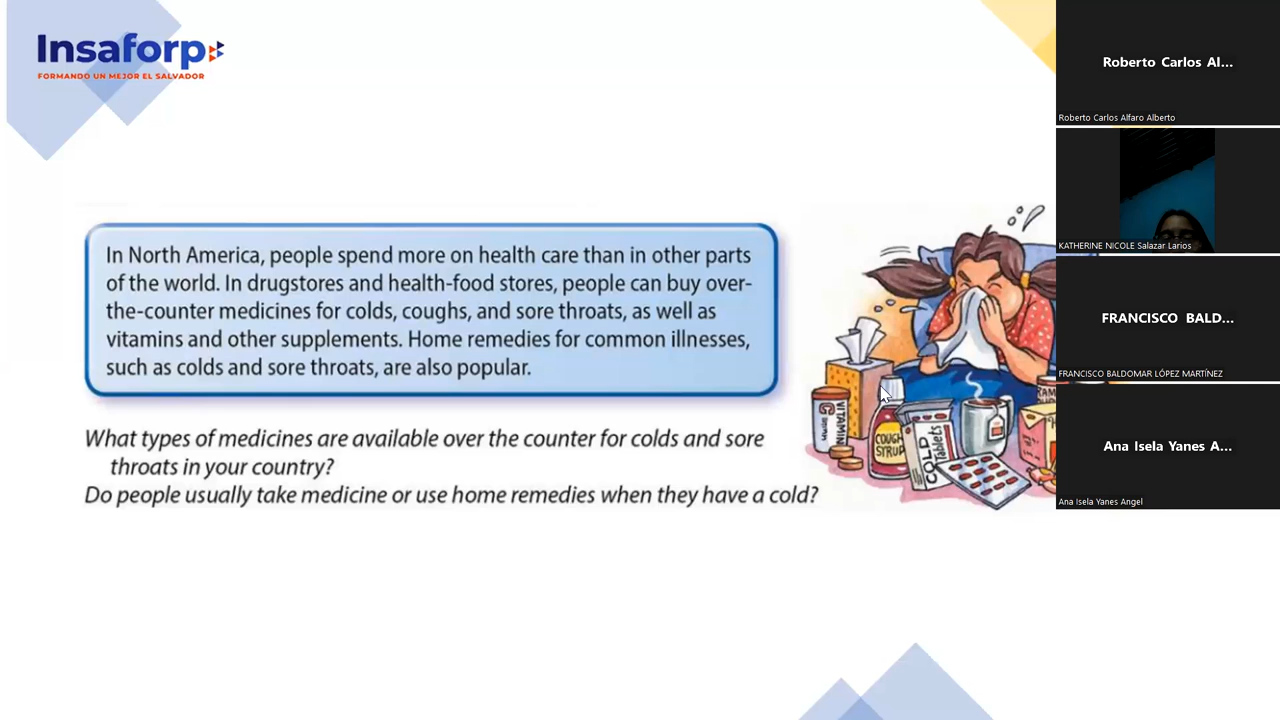 Insaforp
FORMANDO UN MEJOR EL SALVADOR
In North America, people spend more on health care than in other parts
of the world. In drugstores and health-food stores, people can buy over-
the-counter medicines for colds, coughs, and sore throats, as well as
vitamins and other supplements. Home remedies for common illnesses,
such as colds and sore throats, are also popular.
What types of medicines are available over the counter for colds and sore
throats in your country?
Do people usually take medicine or use home remedies when they have a cold?
VITAMIN
C
COUGH
SYRUP
COLD
Tablets
Roberto Carlos Al...
Roberto Carlos Alfaro Alberto
KATHERINE NICOLE Salazar Larios
FRANCISCO BALD...
FRANCISCO BALDOMAR LÓPEZ MARTÍNEZ
Ana Isela Yanes A...
Ana Isela Yanes Angel